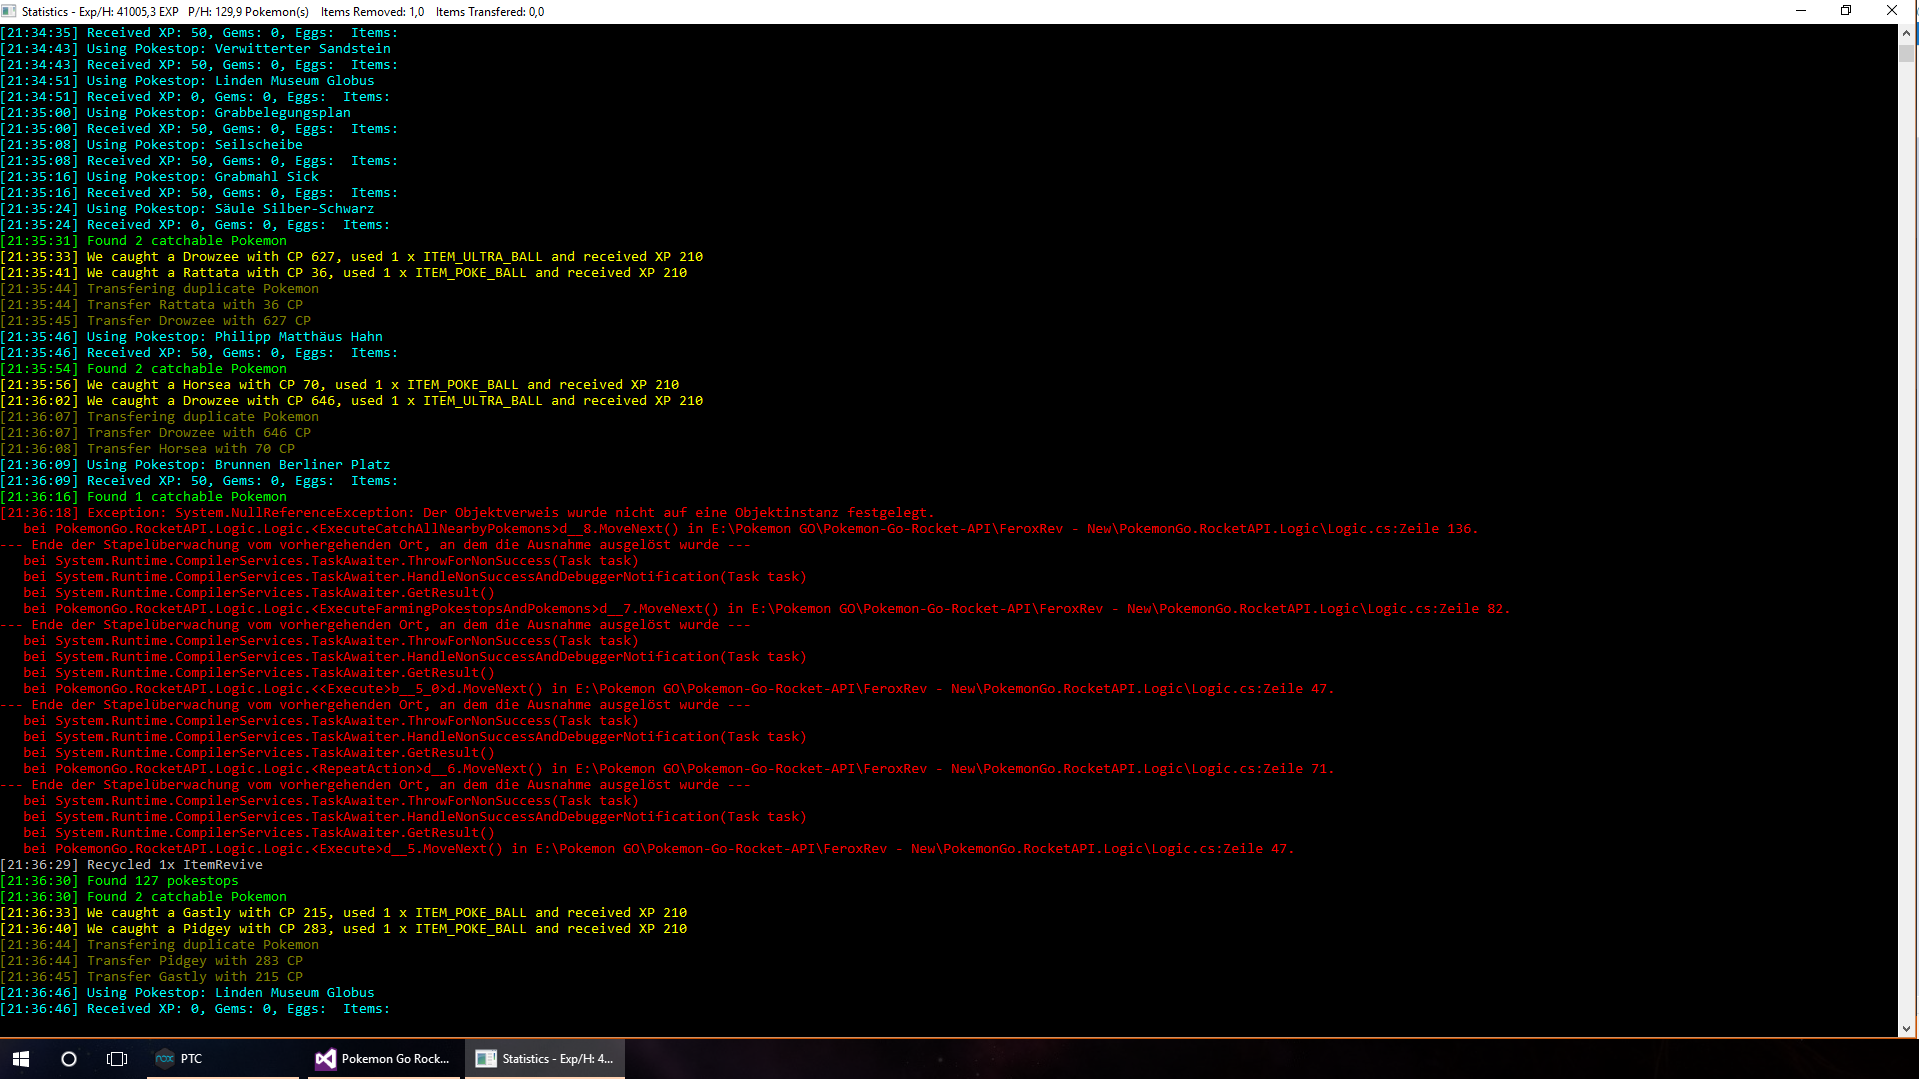 Statistics - Exp/H: 41005,3 EXP   P/H: 129,9 Pokemon(s)   Items Removed: 1,0   Items Transfered: 0,0
[21:34:35] Received XP: 50, Gems: 0, Eggs:  Items:
[21:34:43] Using Pokestop: Verwitterter Sandstein
[21:34:43] Received XP: 50, Gems: 0, Eggs:  Items:
[21:34:51] Using Pokestop: Linden Museum Globus
[21:34:51] Received XP: 0, Gems: 0, Eggs:  Items:
[21:35:00] Using Pokestop: Grabbelegungsplan
[21:35:00] Received XP: 50, Gems: 0, Eggs:  Items:
[21:35:08] Using Pokestop: Seilscheibe
[21:35:08] Received XP: 50, Gems: 0, Eggs:  Items:
[21:35:16] Using Pokestop: Grabmahl Sick
[21:35:16] Received XP: 50, Gems: 0, Eggs:  Items:
[21:35:24] Using Pokestop: Säule Silber-Schwarz
[21:35:24] Received XP: 0, Gems: 0, Eggs:  Items:
[21:35:31] Found 2 catchable Pokemon
[21:35:33] We caught a Drowzee with CP 627, used 1 x ITEM_ULTRA_BALL and received XP 210
[21:35:41] We caught a Rattata with CP 36, used 1 x ITEM_POKE_BALL and received XP 210
[21:35:44] Transfering duplicate Pokemon
[21:35:44] Transfer Rattata with 36 CP
[21:35:45] Transfer Drowzee with 627 CP
[21:35:46] Using Pokestop: Philipp Matthäus Hahn
[21:35:46] Received XP: 50, Gems: 0, Eggs:  Items:
[21:35:54] Found 2 catchable Pokemon
[21:35:56] We caught a Horsea with CP 70, used 1 x ITEM_POKE_BALL and received XP 210
[21:36:02] We caught a Drowzee with CP 646, used 1 x ITEM_ULTRA_BALL and received XP 210
[21:36:07] Transfering duplicate Pokemon
[21:36:07] Transfer Drowzee with 646 CP
[21:36:08] Transfer Horsea with 70 CP
[21:36:09] Using Pokestop: Brunnen Berliner Platz
[21:36:09] Received XP: 50, Gems: 0, Eggs:  Items:
[21:36:16] Found 1 catchable Pokemon
[21:36:18] Exception: System.NullReferenceException: Der Objektverweis wurde nicht auf eine Objektinstanz festgelegt.
   bei PokemonGo.RocketAPI.Logic.Logic.<ExecuteCatchAllNearbyPokemons>d__8.MoveNext() in E:\Pokemon GO\Pokemon-Go-Rocket-API\FeroxRev - New\PokemonGo.RocketAPI.Logic\Logic.cs:Zeile 136.
--- Ende der Stapelüberwachung vom vorhergehenden Ort, an dem die Ausnahme ausgelöst wurde ---
   bei System.Runtime.CompilerServices.TaskAwaiter.ThrowForNonSuccess(Task task)
   bei System.Runtime.CompilerServices.TaskAwaiter.HandleNonSuccessAndDebuggerNotification(Task task)
   bei System.Runtime.CompilerServices.TaskAwaiter.GetResult()
   bei PokemonGo.RocketAPI.Logic.Logic.<ExecuteFarmingPokestopsAndPokemons>d__7.MoveNext() in E:\Pokemon GO\Pokemon-Go-Rocket-API\FeroxRev - New\PokemonGo.RocketAPI.Logic\Logic.cs:Zeile 82.
--- Ende der Stapelüberwachung vom vorhergehenden Ort, an dem die Ausnahme ausgelöst wurde ---
   bei System.Runtime.CompilerServices.TaskAwaiter.ThrowForNonSuccess(Task task)
   bei System.Runtime.CompilerServices.TaskAwaiter.HandleNonSuccessAndDebuggerNotification(Task task)
   bei System.Runtime.CompilerServices.TaskAwaiter.GetResult()
   bei PokemonGo.RocketAPI.Logic.Logic.<<Execute>b__5_0>d.MoveNext() in E:\Pokemon GO\Pokemon-Go-Rocket-API\FeroxRev - New\PokemonGo.RocketAPI.Logic\Logic.cs:Zeile 47.
--- Ende der Stapelüberwachung vom vorhergehenden Ort, an dem die Ausnahme ausgelöst wurde ---
   bei System.Runtime.CompilerServices.TaskAwaiter.ThrowForNonSuccess(Task task)
   bei System.Runtime.CompilerServices.TaskAwaiter.HandleNonSuccessAndDebuggerNotification(Task task)
   bei System.Runtime.CompilerServices.TaskAwaiter.GetResult()
   bei PokemonGo.RocketAPI.Logic.Logic.<RepeatAction>d__6.MoveNext() in E:\Pokemon GO\Pokemon-Go-Rocket-API\FeroxRev - New\PokemonGo.RocketAPI.Logic\Logic.cs:Zeile 71.
--- Ende der Stapelüberwachung vom vorhergehenden Ort, an dem die Ausnahme ausgelöst wurde ---
   bei System.Runtime.CompilerServices.TaskAwaiter.ThrowForNonSuccess(Task task)
   bei System.Runtime.CompilerServices.TaskAwaiter.HandleNonSuccessAndDebuggerNotification(Task task)
   bei System.Runtime.CompilerServices.TaskAwaiter.GetResult()
   bei PokemonGo.RocketAPI.Logic.Logic.<Execute>d__5.MoveNext() in E:\Pokemon GO\Pokemon-Go-Rocket-API\FeroxRev - New\PokemonGo.RocketAPI.Logic\Logic.cs:Zeile 47.
[21:36:29] Recycled 1x ItemRevive
[21:36:30] Found 127 pokestops
[21:36:30] Found 2 catchable Pokemon
[21:36:33] We caught a Gastly with CP 215, used 1 x ITEM_POKE_BALL and received XP 210
[21:36:40] We caught a Pidgey with CP 283, used 1 x ITEM_POKE_BALL and received XP 210
[21:36:44] Transfering duplicate Pokemon
[21:36:44] Transfer Pidgey with 283 CP
[21:36:45] Transfer Gastly with 215 CP
[21:36:46] Using Pokestop: Linden Museum Globus
[21:36:46] Received XP: 0, Gems: 0, Eggs:  Items:
nox PTC   Pokemon Go Rock...   Statistics - Exp/H: 4...